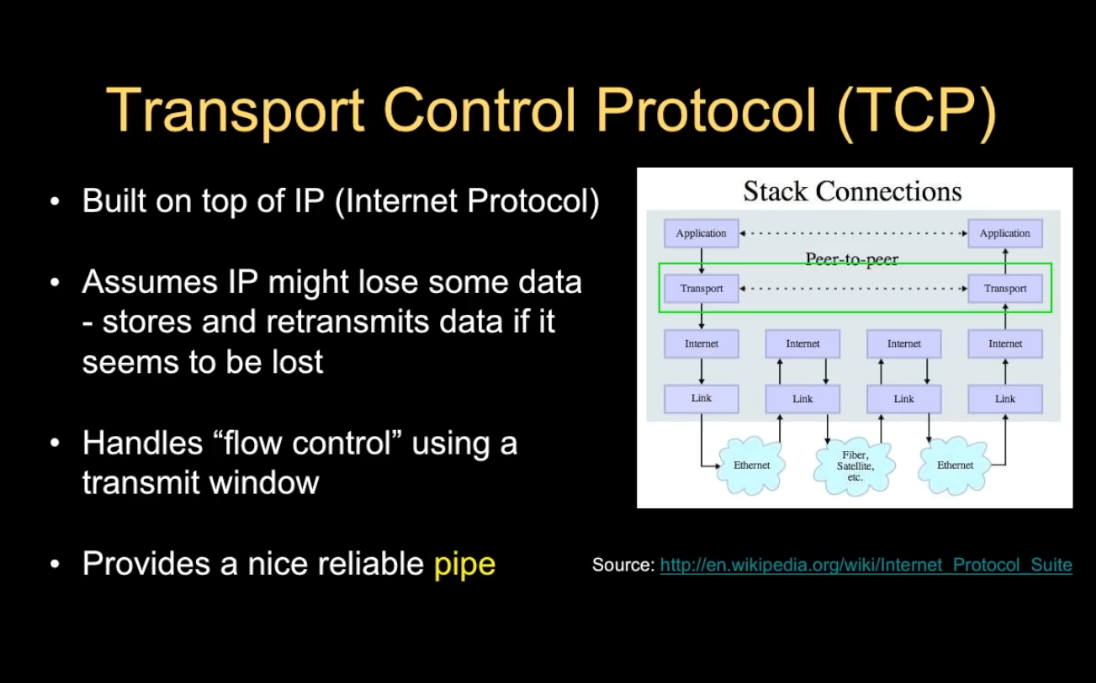 Transport Control Protocol (TCP)
• Built on top of IP (Internet Protocol)
• Assumes IP might lose some data
- stores and retransmits data if it
seems to be lost
• Handles “flow control” using a
transmit window
• Provides a nice reliable pipe
Stack Connections
Application Application
Peer-to-peer
Transport Transport
Internet Internet Internet Internet
Link Link Link Link
Ethernet
Fiber,
Satellite,
etc.
Ethernet
Source: http://en.wikipedia.org/wiki/Internet_Protocol_Suite